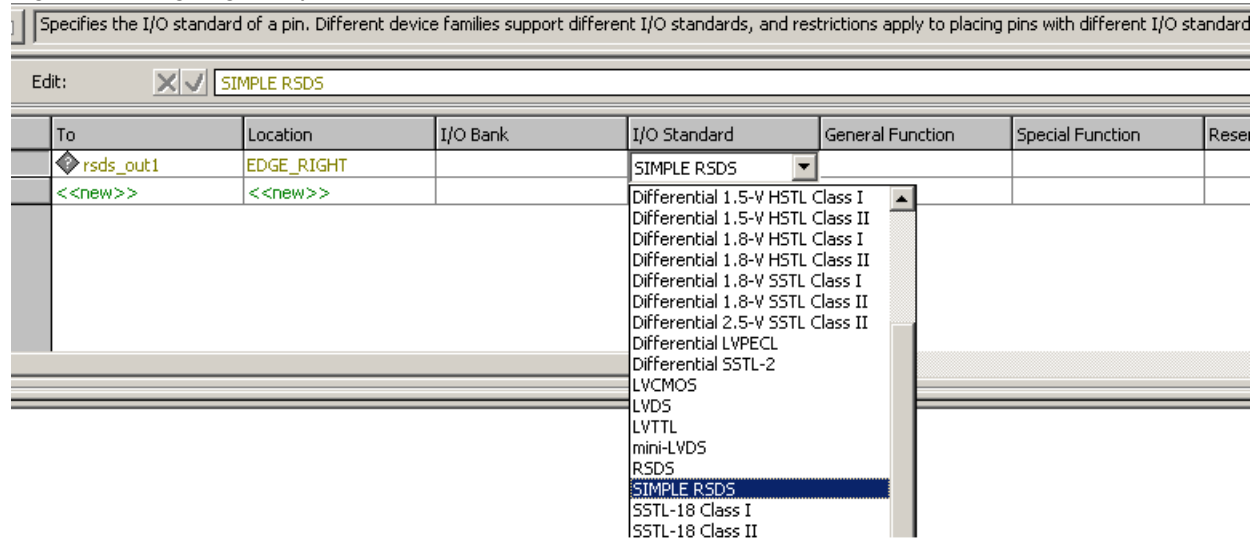 Specifies the I/O standard of a pin. Different device families support different I/O standards, and restrictions apply to placing pins with different I/O standard
Edit: SIMPLE RSDS
To Location I/O Bank I/O Standard General Function Special Function Reser
rsds_out1 EDGE_RIGHT SIMPLE RSDS
<<new>> <<new>>
Differential 1.5-V HSTL Class I
Differential 1.5-V HSTL Class II
Differential 1.8-V HSTL Class I
Differential 1.8-V HSTL Class II
Differential 1.8-V SSTL Class I
Differential 1.8-V SSTL Class II
Differential 2.5-V SSTL Class II
Differential LVPECL
Differential SSTL-2
LVCMOS
LVDS
LVTTL
mini-LVDS
RSDS
SIMPLE RSDS
SSTL-18 Class I
SSTL-18 Class II